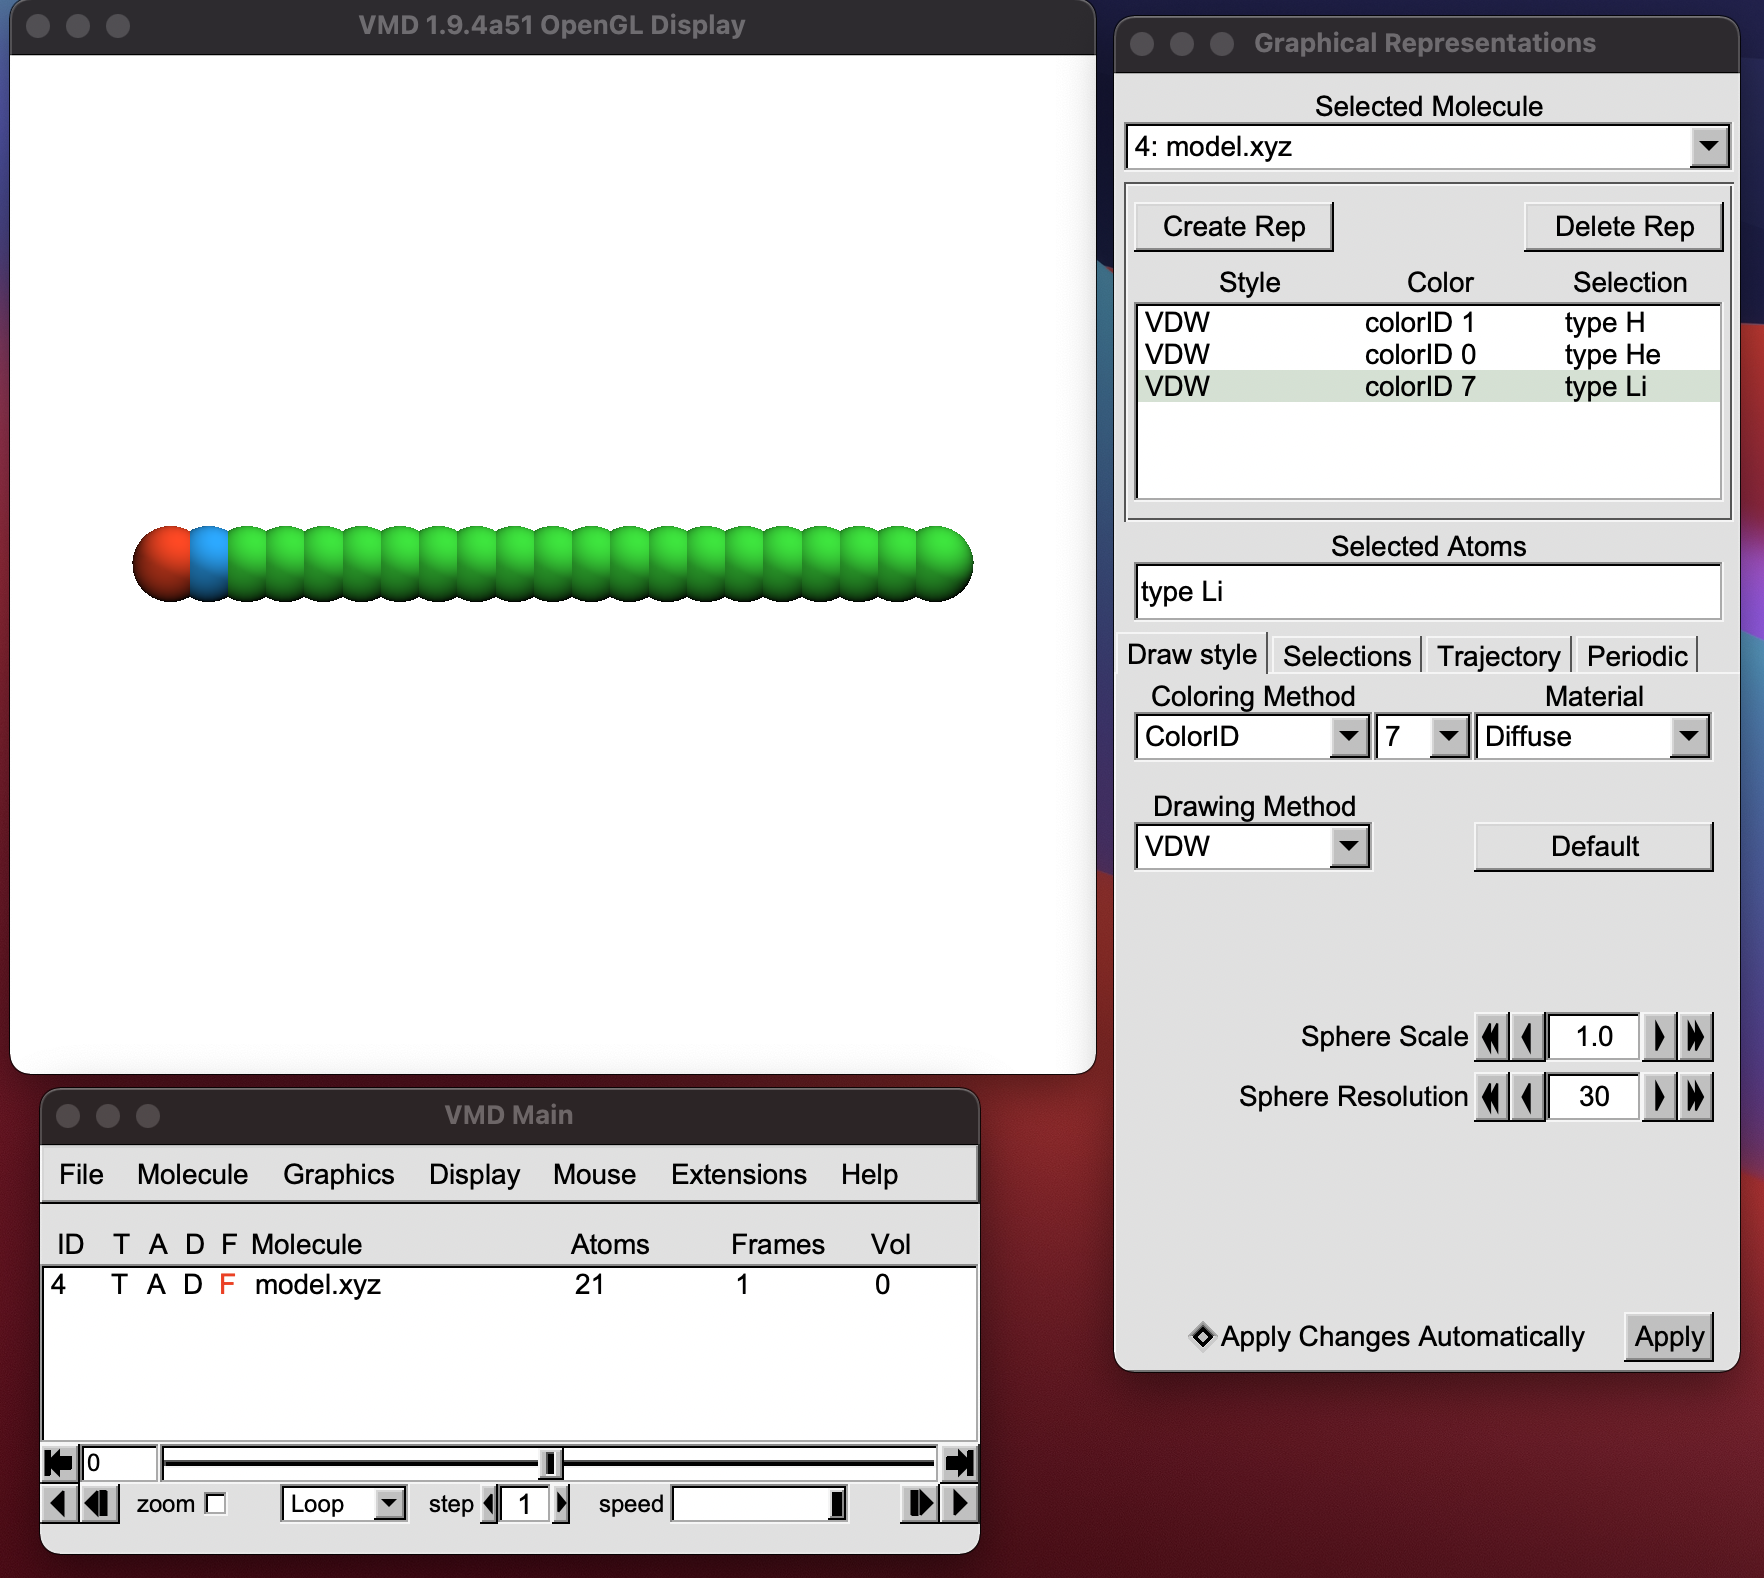 VMD 1.9.4a51 OpenGL Display
Graphical Representations
Selected Molecule
4: model.xyz
Create Rep
Delete Rep
Style Color Selection
VDW colorID 1 type H
VDW colorID 0 type He
VDW colorID 7 type Li
Selected Atoms
type Li
Draw style Selections Trajectory Periodic
Coloring Method Material
ColorID 7 Diffuse
Drawing Method
VDW Default
Sphere Scale 1.0
Sphere Resolution 30
Apply Changes Automatically Apply
VMD Main
File Molecule Graphics Display Mouse Extensions Help
ID T A D F Molecule Atoms Frames Vol
4 T A D F model.xyz 21 1 0
0
zoom Loop step 1 speed